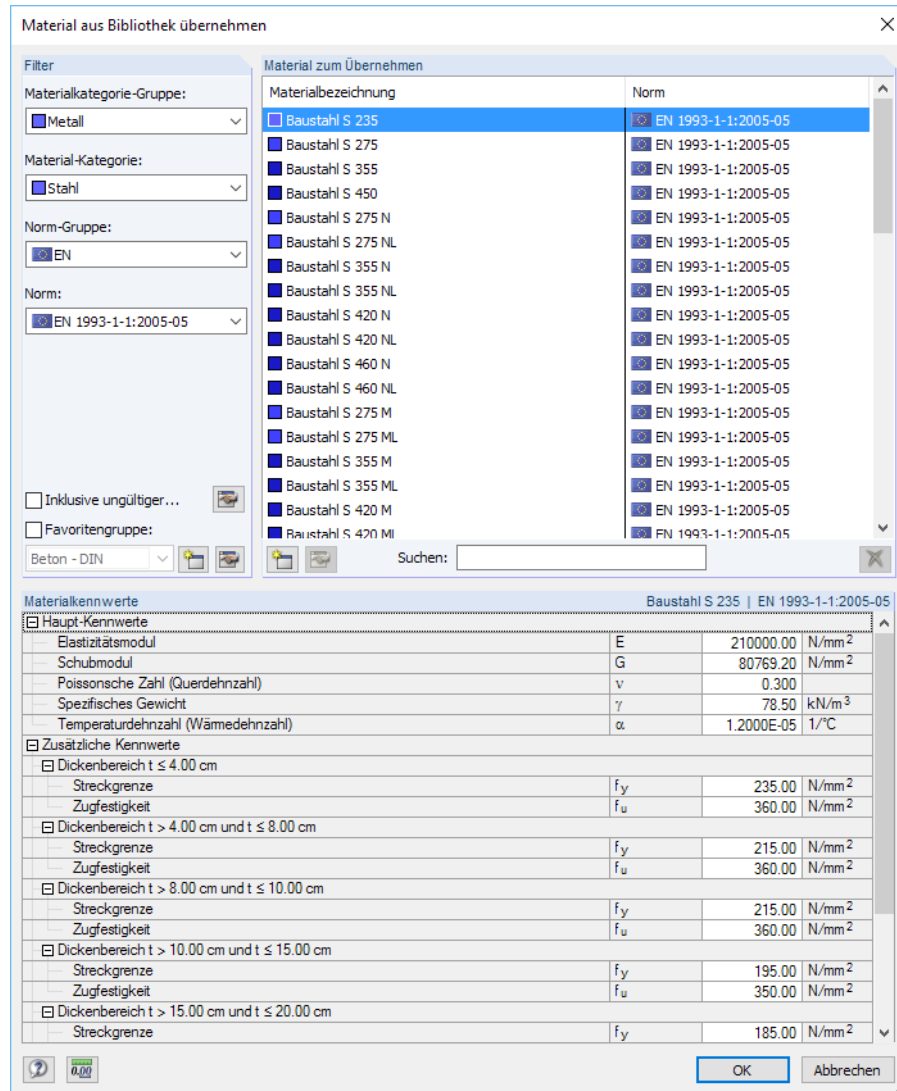 Material aus Bibliothek übernehmen
Filter
Materialkategorie-Gruppe:
Metall
Material-Kategorie:
Stahl
Norm-Gruppe:
EN
Norm:
EN 1993-1-1:2005-05
Inklusive ungültiger...
Favoritengruppe:
Beton - DIN
Material zum Übernehmen
Materialbezeichnung Norm
Baustahl S 235 EN 1993-1-1:2005-05
Baustahl S 275 EN 1993-1-1:2005-05
Baustahl S 355 EN 1993-1-1:2005-05
Baustahl S 450 EN 1993-1-1:2005-05
Baustahl S 275 N EN 1993-1-1:2005-05
Baustahl S 275 NL EN 1993-1-1:2005-05
Baustahl S 355 N EN 1993-1-1:2005-05
Baustahl S 355 NL EN 1993-1-1:2005-05
Baustahl S 420 N EN 1993-1-1:2005-05
Baustahl S 420 NL EN 1993-1-1:2005-05
Baustahl S 460 N EN 1993-1-1:2005-05
Baustahl S 460 NL EN 1993-1-1:2005-05
Baustahl S 275 M EN 1993-1-1:2005-05
Baustahl S 275 ML EN 1993-1-1:2005-05
Baustahl S 355 M EN 1993-1-1:2005-05
Baustahl S 355 ML EN 1993-1-1:2005-05
Baustahl S 420 M EN 1993-1-1:2005-05
Baustahl S 420 ML EN 1993-1-1:2005-05
Suchen:
Materialkennwerte Baustahl S 235 | EN 1993-1-1:2005-05
Haupt-Kennwerte
Elastizitätsmodul E 210000.00 N/mm²
Schubmodul G 80769.20 N/mm²
Poissonsche Zahl (Querdehnzahl) ν 0.300
Spezifisches Gewicht γ 78.50 kN/m³
Temperaturdehnzahl (Wärmedehnzahl) α 1.2000E-05 1/°C
Zusätzliche Kennwerte
Dickenbereich t ≤ 4.00 cm
Streckgrenze fy 235.00 N/mm²
Zugfestigkeit fu 360.00 N/mm²
Dickenbereich t > 4.00 cm und t ≤ 8.00 cm
Streckgrenze fy 215.00 N/mm²
Zugfestigkeit fu 360.00 N/mm²
Dickenbereich t > 8.00 cm und t ≤ 10.00 cm
Streckgrenze fy 215.00 N/mm²
Zugfestigkeit fu 360.00 N/mm²
Dickenbereich t > 10.00 cm und t ≤ 15.00 cm
Streckgrenze fy 195.00 N/mm²
Zugfestigkeit fu 350.00 N/mm²
Dickenbereich t > 15.00 cm und t ≤ 20.00 cm
Streckgrenze fy 185.00 N/mm²
0.00
OK Abbrechen